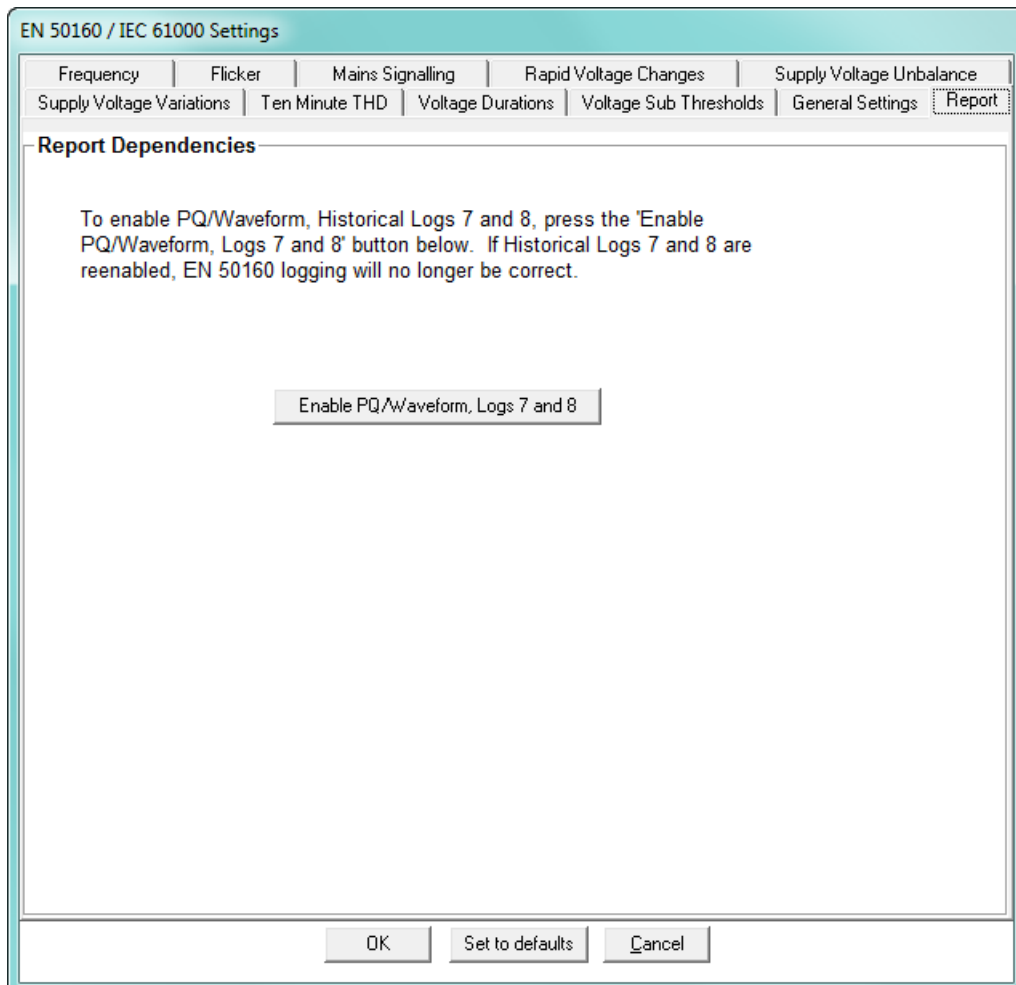 EN 50160 / IEC 61000 Settings
Frequency
Flicker
Mains Signalling
Rapid Voltage Changes
Supply Voltage Unbalance
Supply Voltage Variations
Ten Minute THD
Voltage Durations
Voltage Sub Thresholds
General Settings
Report
Report Dependencies
To enable PQ/Waveform, Historical Logs 7 and 8, press the 'Enable
PQ/Waveform, Logs 7 and 8' button below.  If Historical Logs 7 and 8 are
reenabled, EN 50160 logging will no longer be correct.
Enable PQ/Waveform, Logs 7 and 8
OK
Set to defaults
Cancel